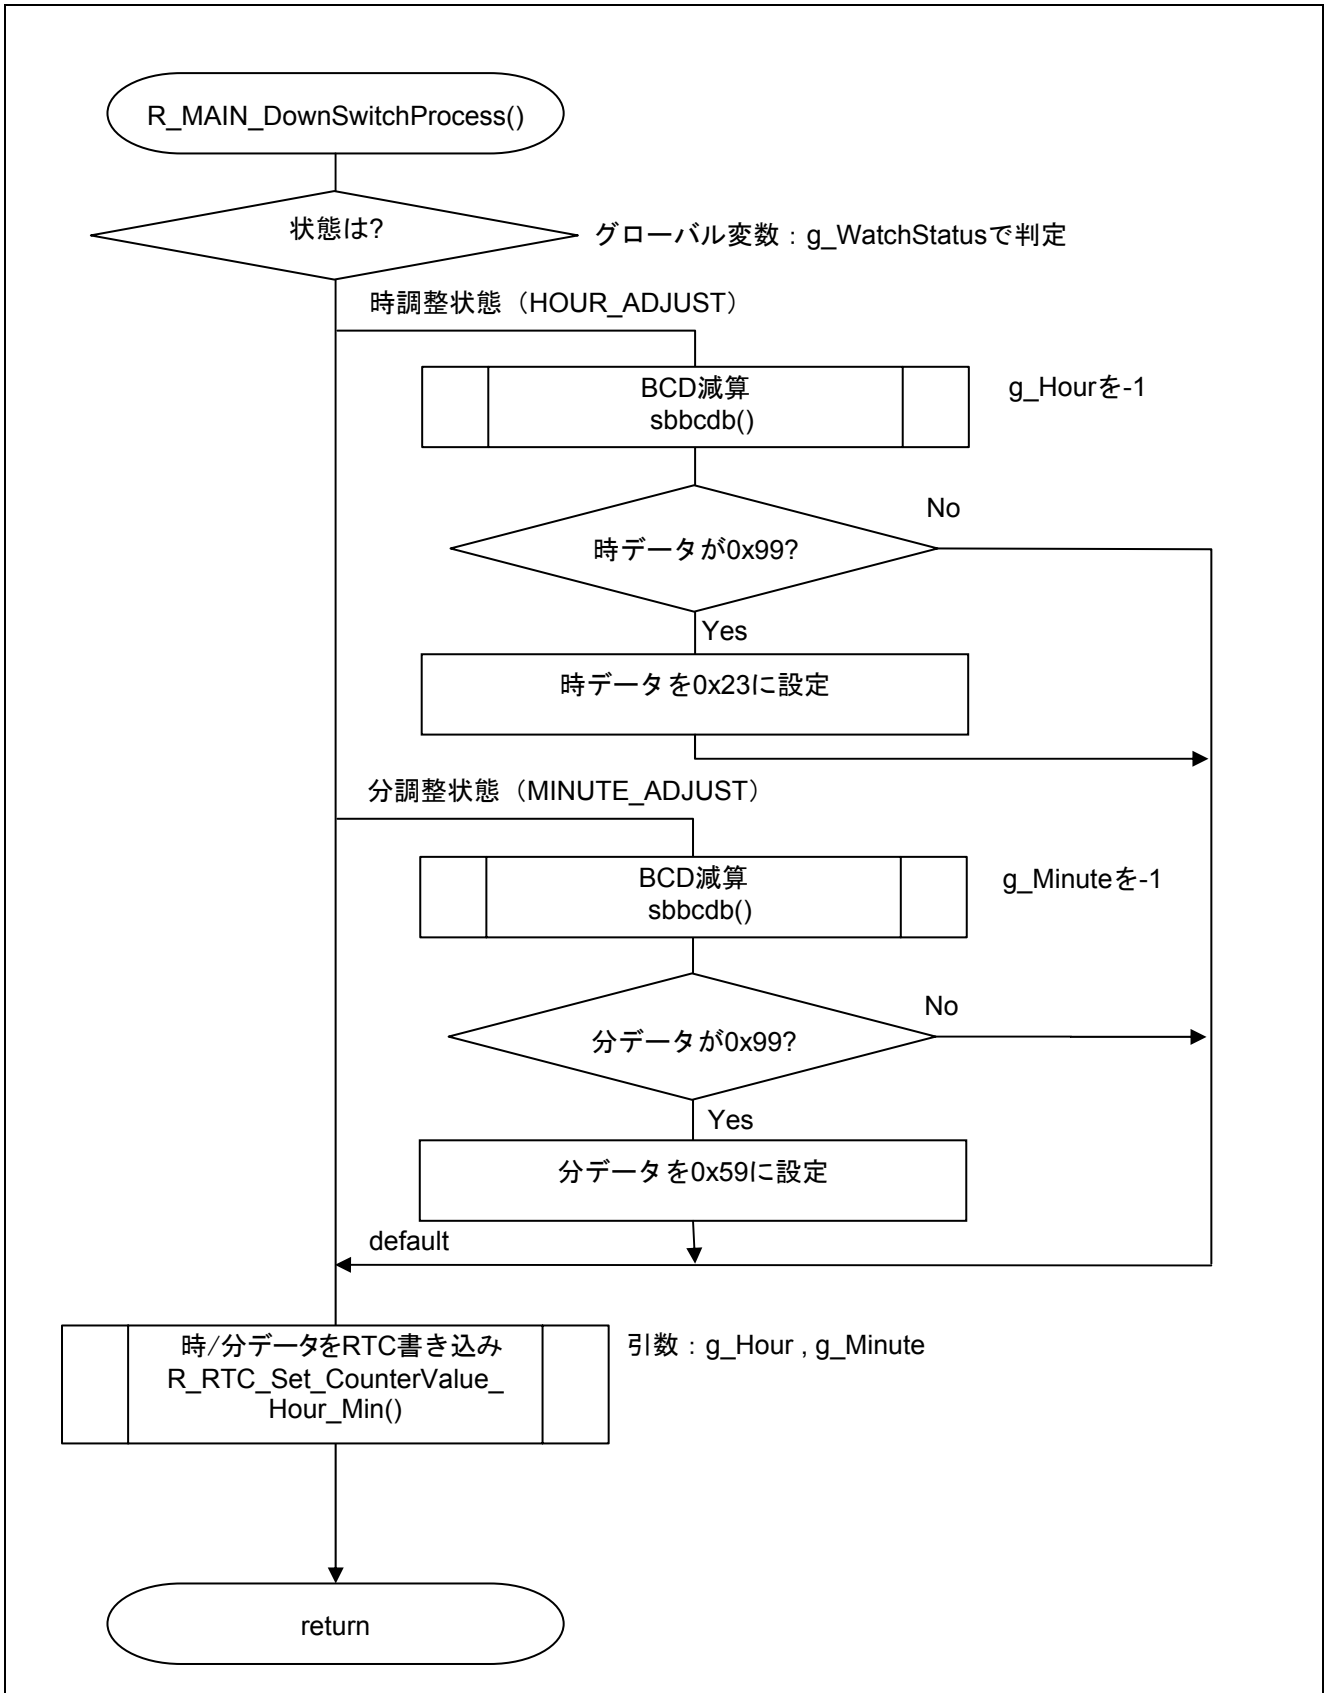 R_MAIN_DownSwitchProcess()
状態は?
グローバル変数：g_WatchStatusで判定
時調整状態（HOUR_ADJUST）
BCD減算
sbbcdb()
g_Hourを-1
No
時データが0x99?
Yes
時データを0x23に設定
分調整状態（MINUTE_ADJUST）
BCD減算
sbbcdb()
g_Minuteを-1
No
分データが0x99?
Yes
分データを0x59に設定
default
時/分データをRTC書き込み
R_RTC_Set_CounterValue_
Hour_Min()
引数：g_Hour , g_Minute
return